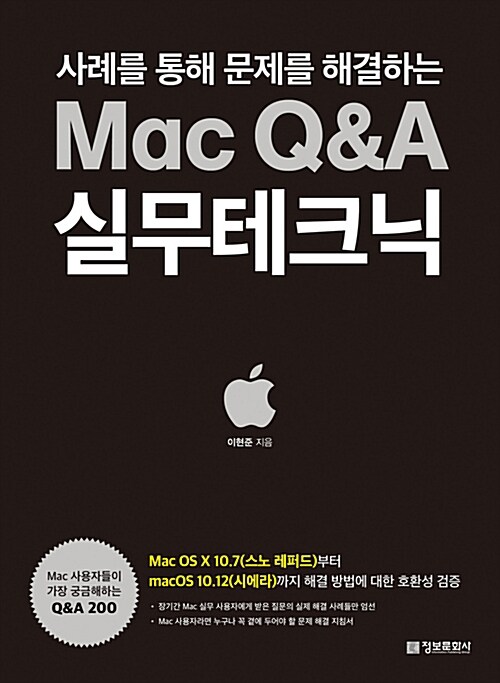 사례를 통해 문제를 해결하는
Mac Q&A
실무테크닉
이현준 지음
Mac 사용자들이
가장 궁금해하는
Q&A 200
Mac OS X 10.7(스노 레퍼드)부터
macOS 10.12(시에라)까지 해결 방법에 대한 호환성 검증
• 장기간 Mac 실무 사용자에게 받은 질문의 실제 해결 사례들만 엄선
• Mac 사용자라면 누구나 꼭 곁에 두어야 할 문제 해결 지침서
정보문화사